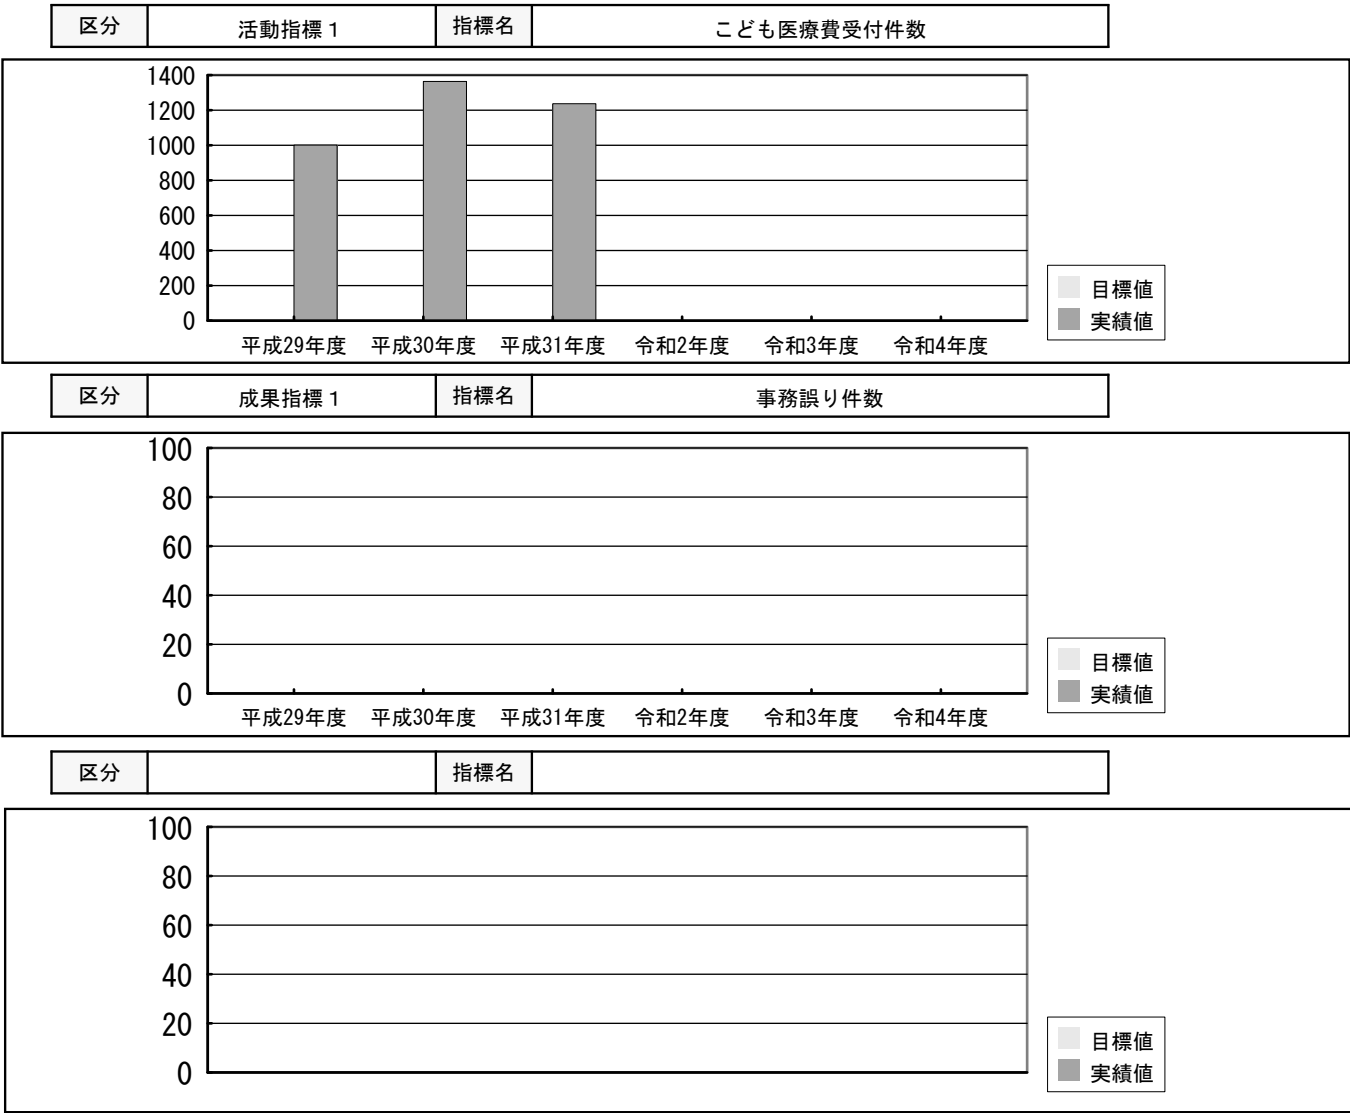 区分 活動指標１ 指標名 こども医療費受付件数
1400
1200
1000
800
600
400
200
0
平成29年度 平成30年度 平成31年度 令和2年度 令和3年度 令和4年度
目標値
実績値
区分 成果指標１ 指標名 事務誤り件数
100
80
60
40
20
0
平成29年度 平成30年度 平成31年度 令和2年度 令和3年度 令和4年度
目標値
実績値
区分 指標名
100
80
60
40
20
0
目標値
実績値